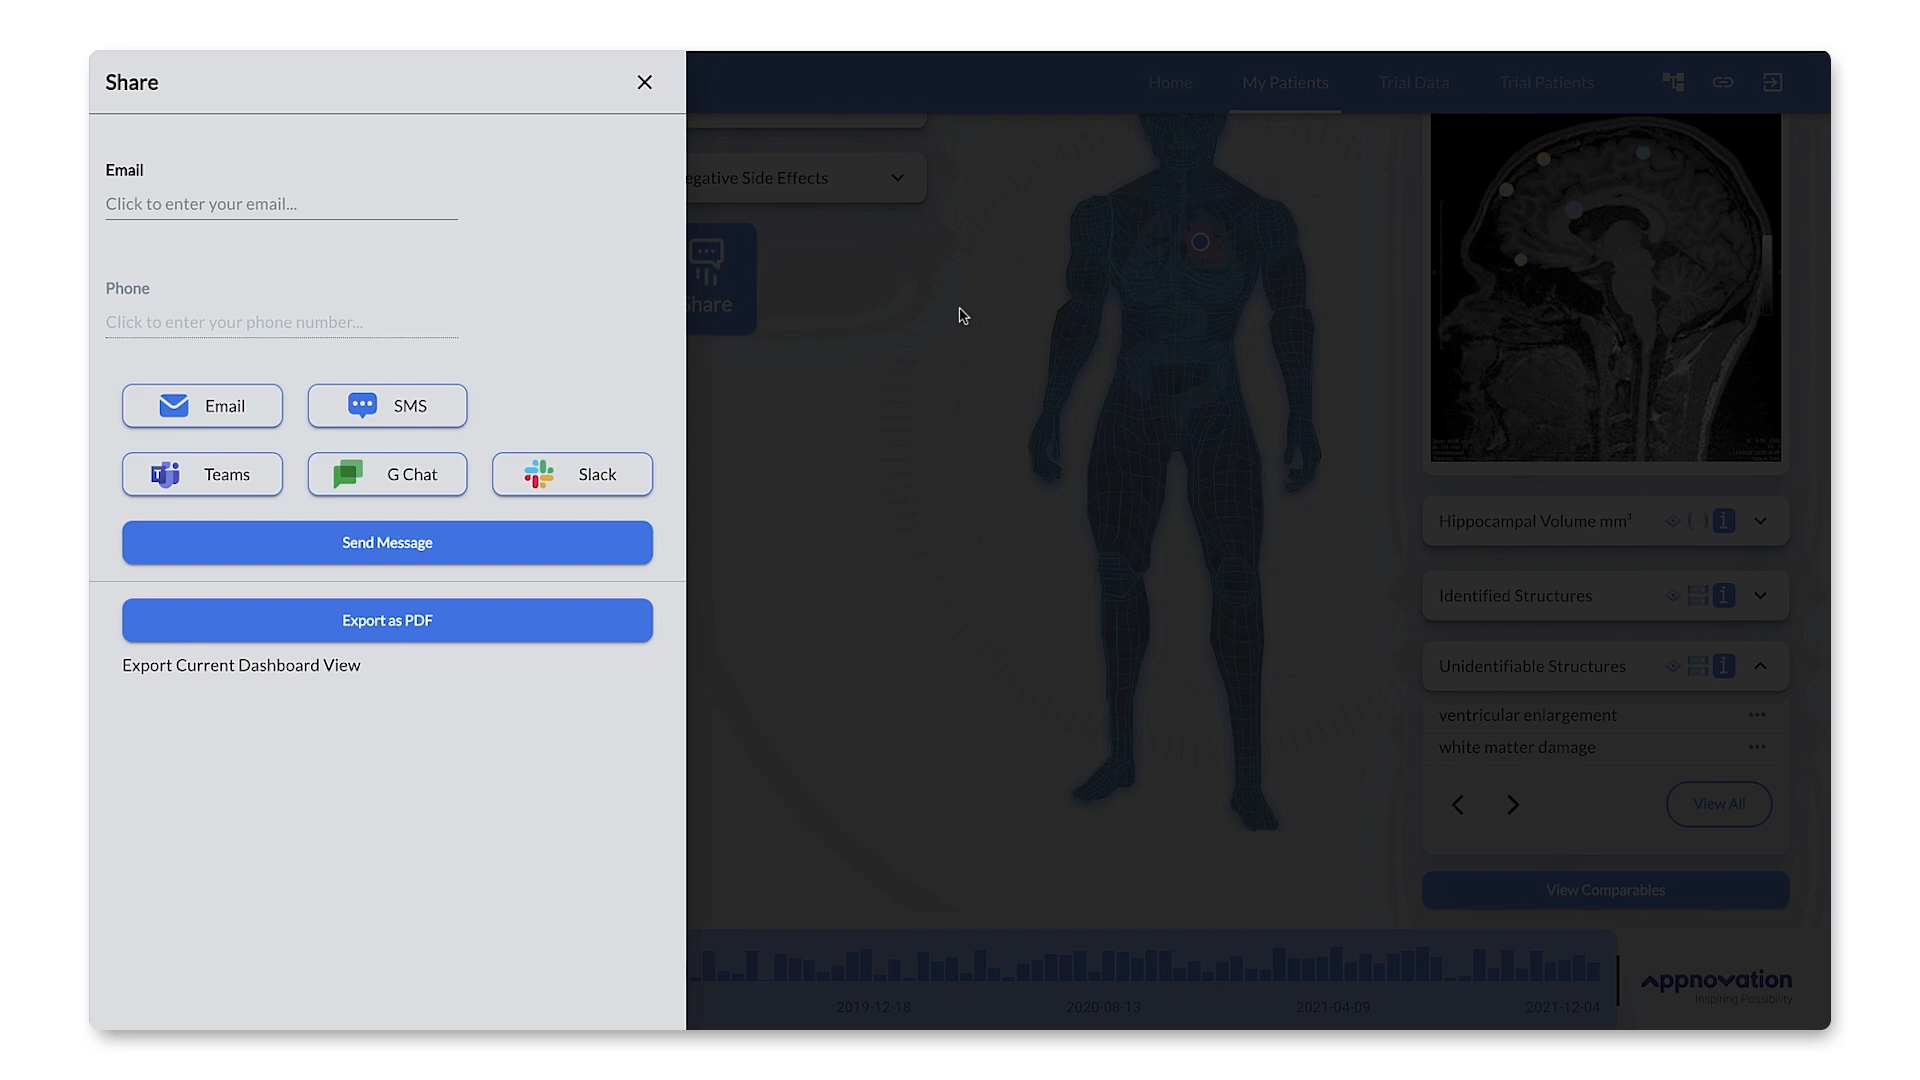 Share
Home
My Patients
Trial Data
Trial Patients
Email
Click to enter your email...
Phone
Click to enter your phone number...
Email
SMS
Teams
G Chat
Slack
Send Message
Export as PDF
Export Current Dashboard View
egative Side Effects
Share
Hippocampal Volume mm³
Identified Structures
Unidentifiable Structures
ventricular enlargement
white matter damage
View All
View Comparables
2019-12-18
2020-08-13
2021-04-09
2021-12-04
Appnovation
Inspiring Possibility